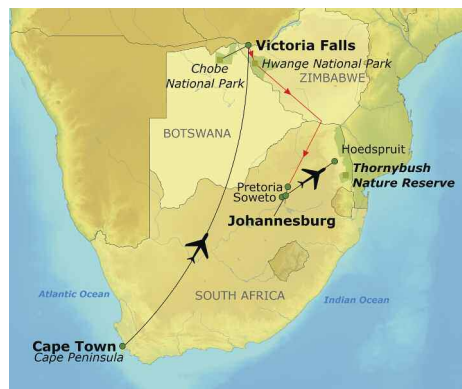 Victoria Falls
Chobe
National Park
Hwange National Park
ZIMBABWE
BOTSWANA
Hoedspruit
Thornybush
Nature Reserve
Pretoria
Soweto
Johannesburg
Atlantic Ocean
SOUTH AFRICA
Indian Ocean
Cape Town
Cape Peninsula